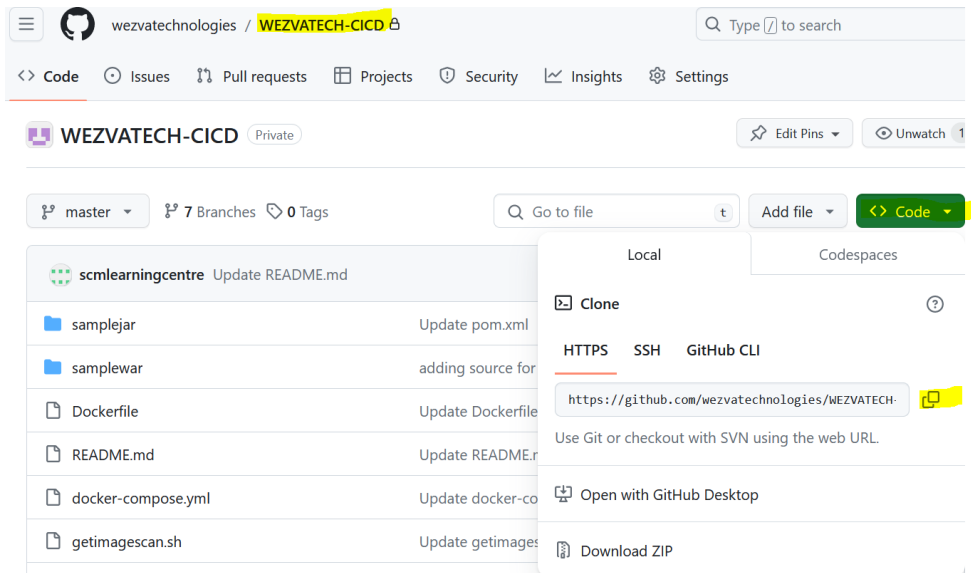 wezvatechnologies / WEZVATECH-CICD
Type / to search
Code Issues Pull requests Projects Security Insights Settings
WEZVATECH-CICD Private
Edit Pins Unwatch 1
master 7 Branches 0 Tags
Go to file t Add file Code
Local Codespaces
scmlearningcentre Update README.md
Clone
samplejar Update pom.xml
HTTPS SSH GitHub CLI
samplewar adding source for
https://github.com/wezvatechnologies/WEZVATECH-
Dockerfile Update Dockerfile
Use Git or checkout with SVN using the web URL.
README.md Update README.r
docker-compose.yml Update docker-co
Open with GitHub Desktop
getimagescan.sh Update getimages
Download ZIP